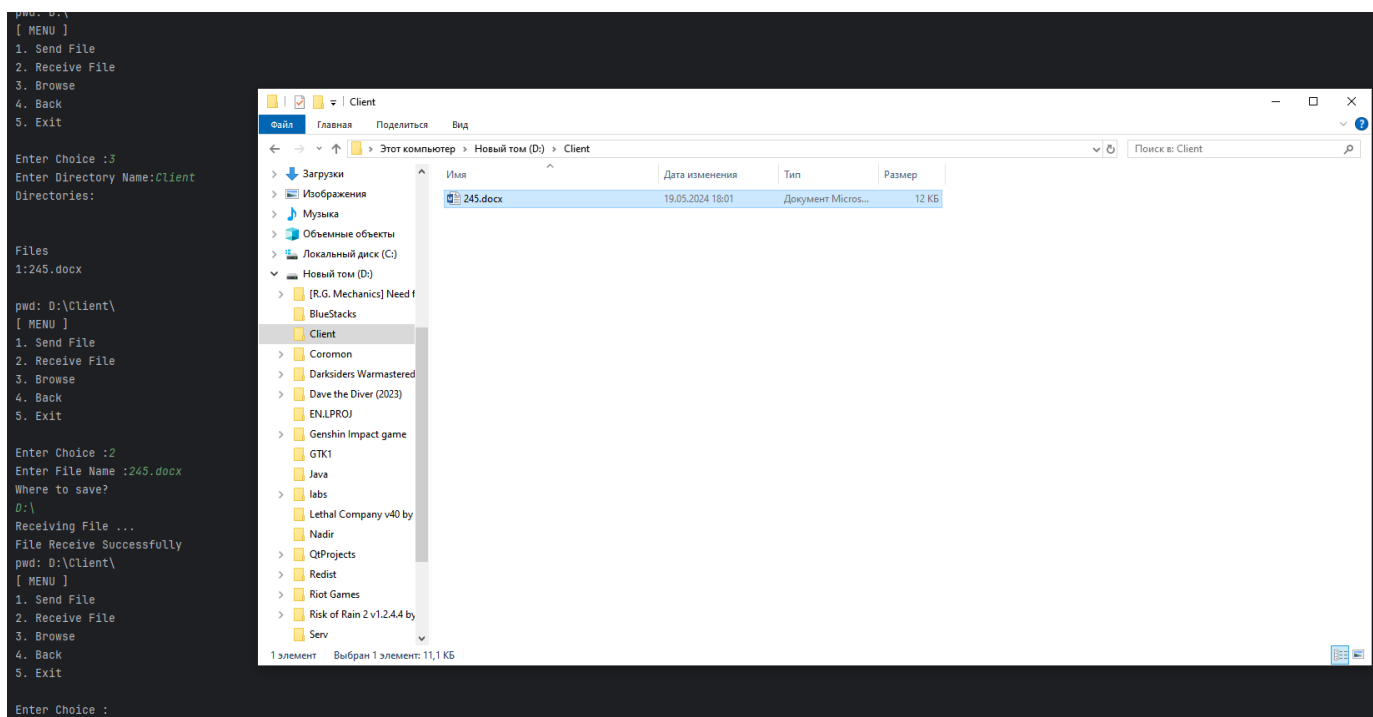 pwd: D:\
[ MENU ]
1. Send File
2. Receive File
3. Browse
4. Back
5. Exit
Enter Choice :3
Enter Directory Name:Client
Directories:
Files
1:245.docx
pwd: D:\Client\
[ MENU ]
1. Send File
2. Receive File
3. Browse
4. Back
5. Exit
Enter Choice :2
Enter File Name :245.docx
Where to save?
D:\
Receiving File ...
File Receive Successfully
pwd: D:\Client\
[ MENU ]
1. Send File
2. Receive File
3. Browse
4. Back
5. Exit
Enter Choice :
Client
Файл Главная Поделиться Вид
Этот компьютер Новый том (D:) Client
Поиск в: Client
Загрузки
Изображения
Музыка
Объемные объекты
Локальный диск (C:)
Новый том (D:)
[R.G. Mechanics] Need f
BlueStacks
Client
Coromon
Darksiders Warmastered
Dave the Diver (2023)
EN.LPROJ
Genshin Impact game
GTK1
Java
labs
Lethal Company v40 by
Nadir
QtProjects
Redist
Riot Games
Risk of Rain 2 v1.2.4.4 by
Serv
Имя Дата изменения Тип Размер
245.docx 19.05.2024 18:01 Документ Micros... 12 КБ
1 элемент Выбран 1 элемент: 11,1 КБ